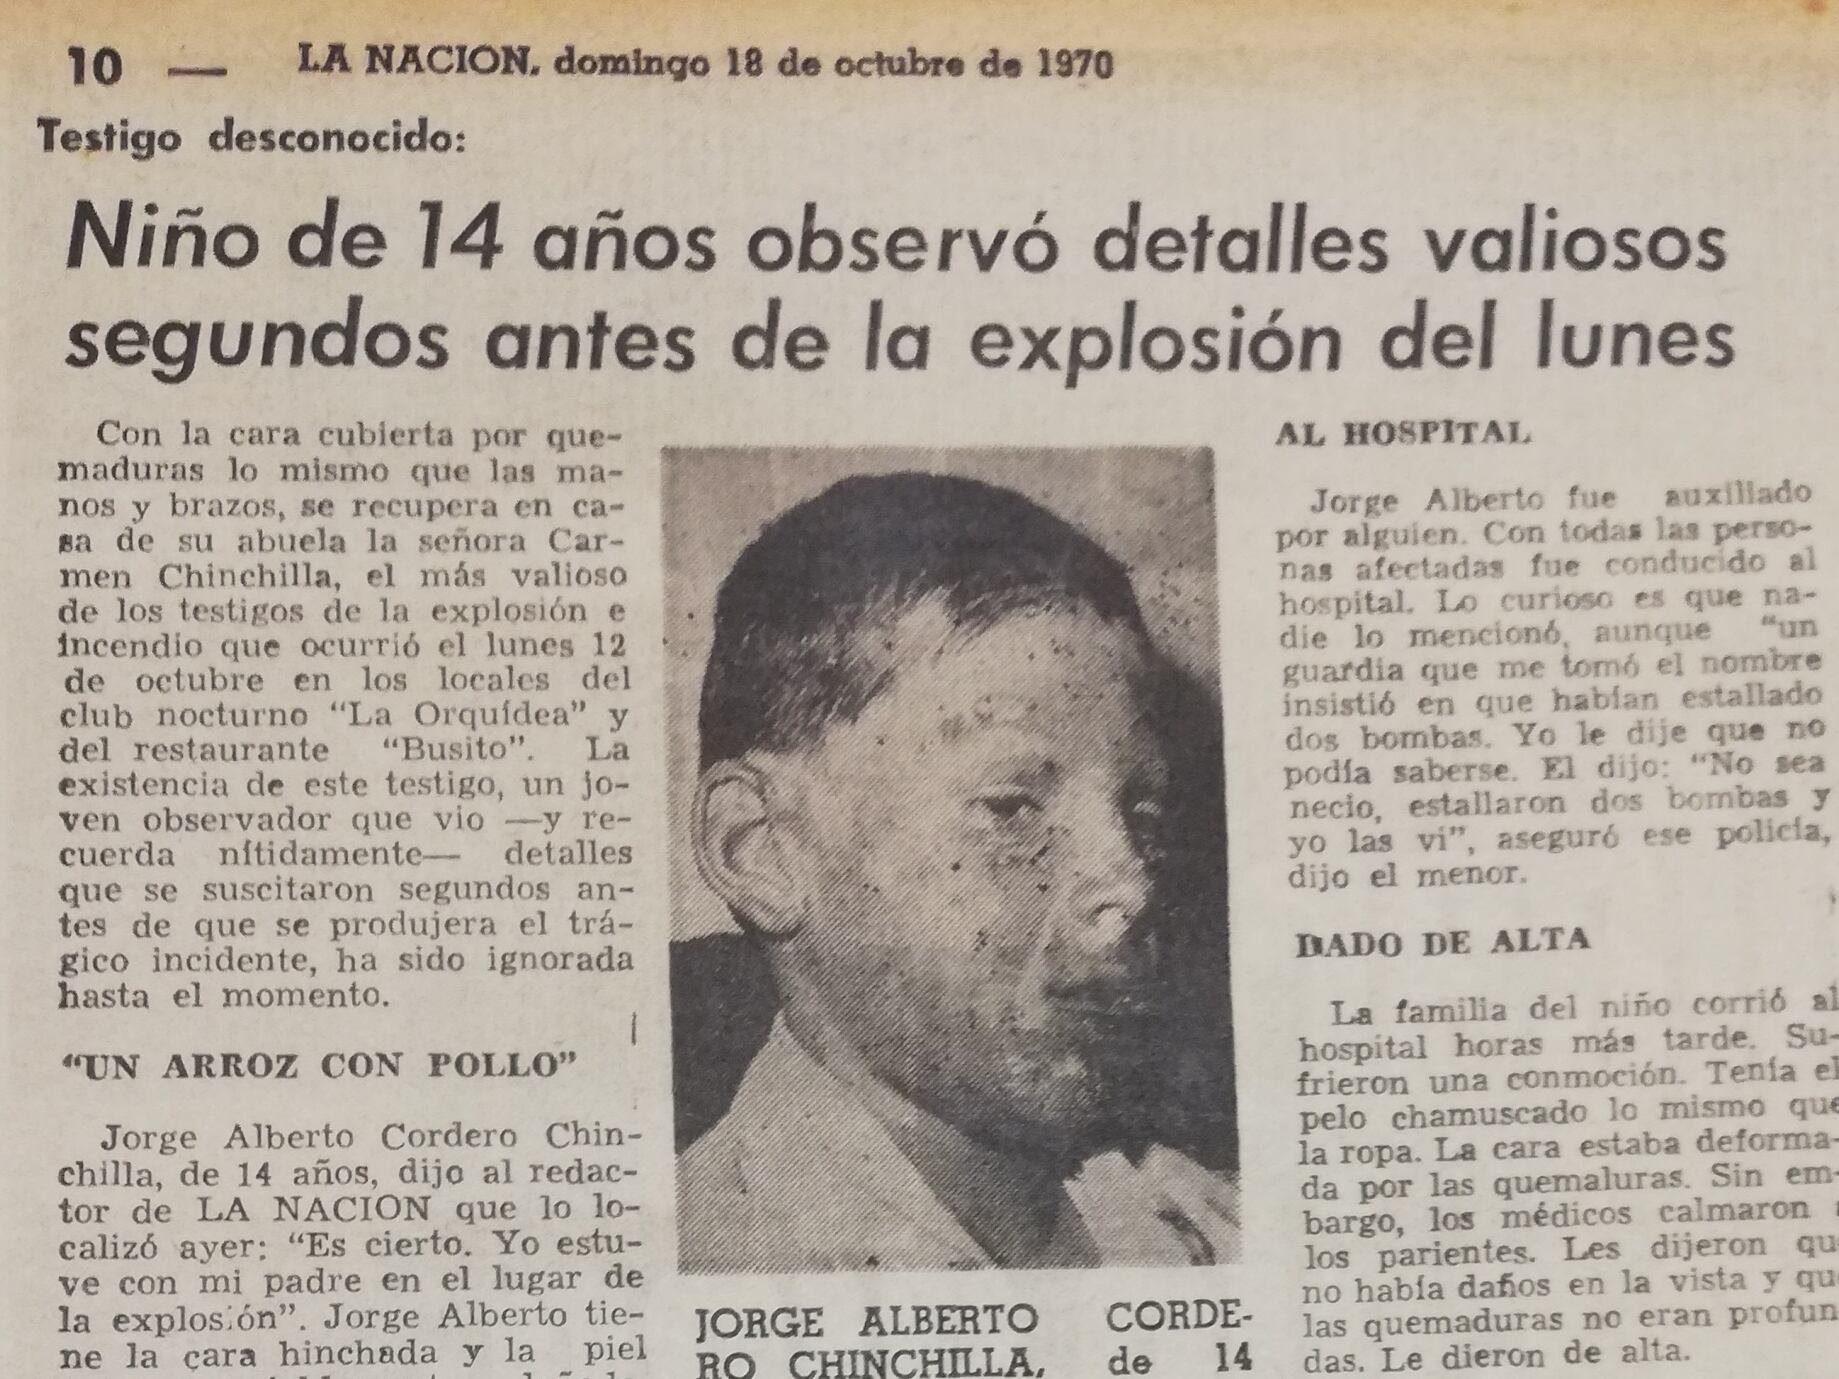 10 — LA NACION, domingo 18 de octubre de 1970
Testigo desconocido:
Niño de 14 años observó detalles valiosos
segundos antes de la explosión del lunes
Con la cara cubierta por que-
maduras lo mismo que las ma-
nos y brazos, se recupera en ca-
sa de su abuela la señora Car-
men Chinchilla, el más valioso
de los testigos de la explosión e
incendio que ocurrió el lunes 12
de octubre en los locales del
club nocturno “La Orquídea” y
del restaurante “Busito”. La
existencia de este testigo, un jo-
ven observador que vio —y re-
cuerda nítidamente— detalles
que se suscitaron segundos an-
tes de que se produjera el trá-
gico incidente, ha sido ignorada
hasta el momento.
“UN ARROZ CON POLLO”
Jorge Alberto Cordero Chin-
chilla, de 14 años, dijo al redac-
tor de LA NACION que lo lo-
calizó ayer: “Es cierto. Yo estu-
ve con mi padre en el lugar de
la explosión”. Jorge Alberto tie-
ne la cara hinchada y la piel
JORGE ALBERTO CORDE-
RO CHINCHILLA, de 14
AL HOSPITAL
Jorge Alberto fue auxiliado
por alguien. Con todas las perso-
nas afectadas fue conducido al
hospital. Lo curioso es que na-
die lo mencionó, aunque “un
guardia que me tomó el nombre
insistió en que habían estallado
dos bombas. Yo le dije que no
podía saberse. El dijo: “No sea
necio, estallaron dos bombas y
yo las vi”, aseguró ese policía,
dijo el menor.
DADO DE ALTA
La familia del niño corrió al
hospital horas más tarde. Su-
frieron una conmoción. Tenía el
pelo chamuscado lo mismo que
la ropa. La cara estaba deforma-
da por las quemaluras. Sin em-
bargo, los médicos calmaron
los parientes. Les dijeron qu
no había daños en la vista y qu
las quemaduras no eran profun
das. Le dieron de alta.